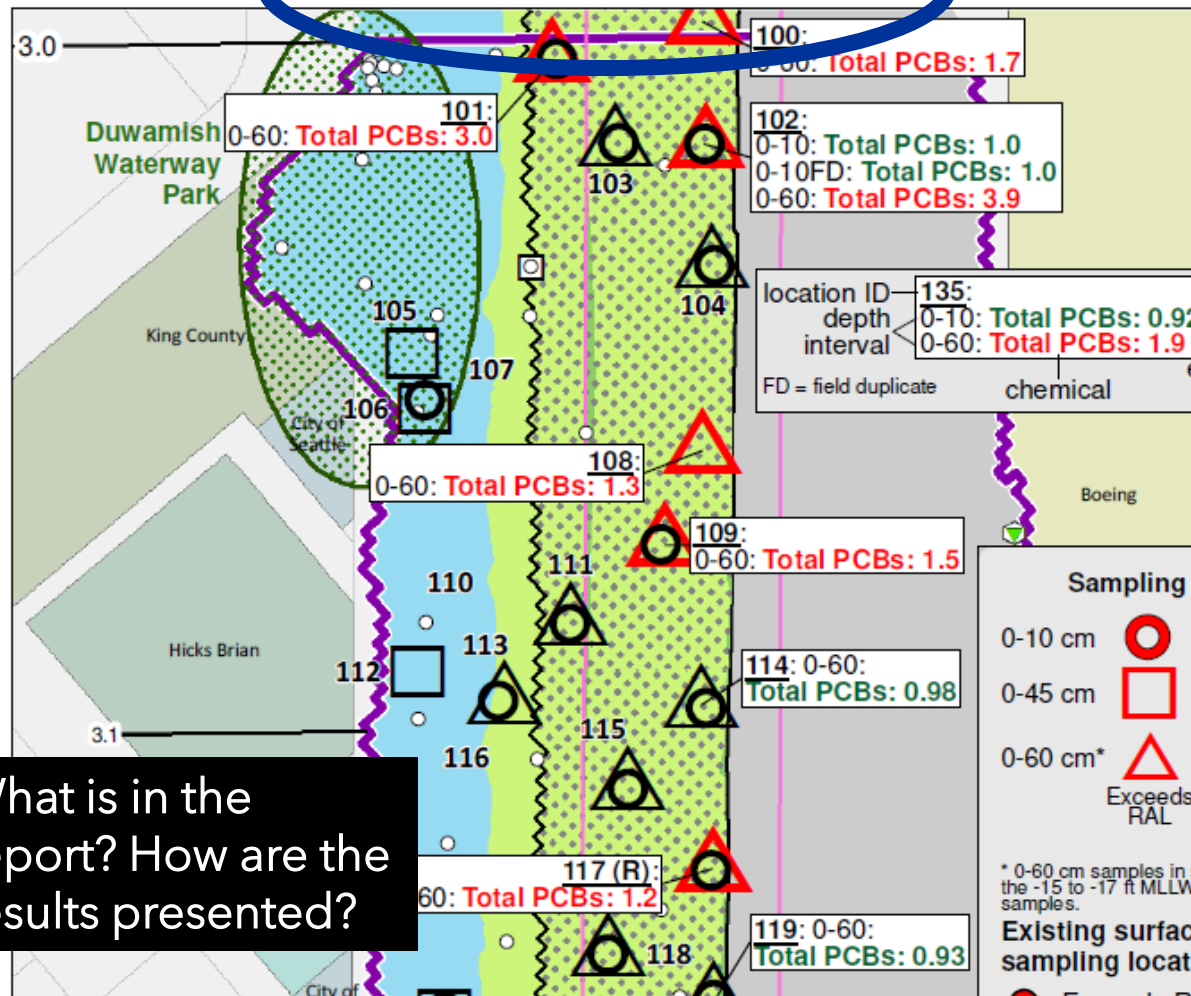 3.0
100:
0-60: Total PCBs: 1.7
101:
0-60: Total PCBs: 3.0
Duwamish
Waterway
Park
102:
0-10: Total PCBs: 1.0
0-10FD: Total PCBs: 1.0
0-60: Total PCBs: 3.9
103
104
location ID
depth
interval
135:
0-10: Total PCBs: 0.92
0-60: Total PCBs: 1.9
FD = field duplicate
chemical
105
King County
107
106
City of
Seattle
108:
0-60: Total PCBs: 1.3
Boeing
109:
0-60: Total PCBs: 1.5
111
110
113
Hicks Brian
112
114: 0-60:
Total PCBs: 0.98
115
116
3.1
Sampling
0-10 cm
0-45 cm
0-60 cm*
Exceeds
RAL
* 0-60 cm samples in
the -15 to -17 ft MLLW
samples.
Existing surfac
sampling locat
hat is in the
eport? How are the
esults presented?
117 (R):
60: Total PCBs: 1.2
118
119: 0-60:
Total PCBs: 0.93
City of